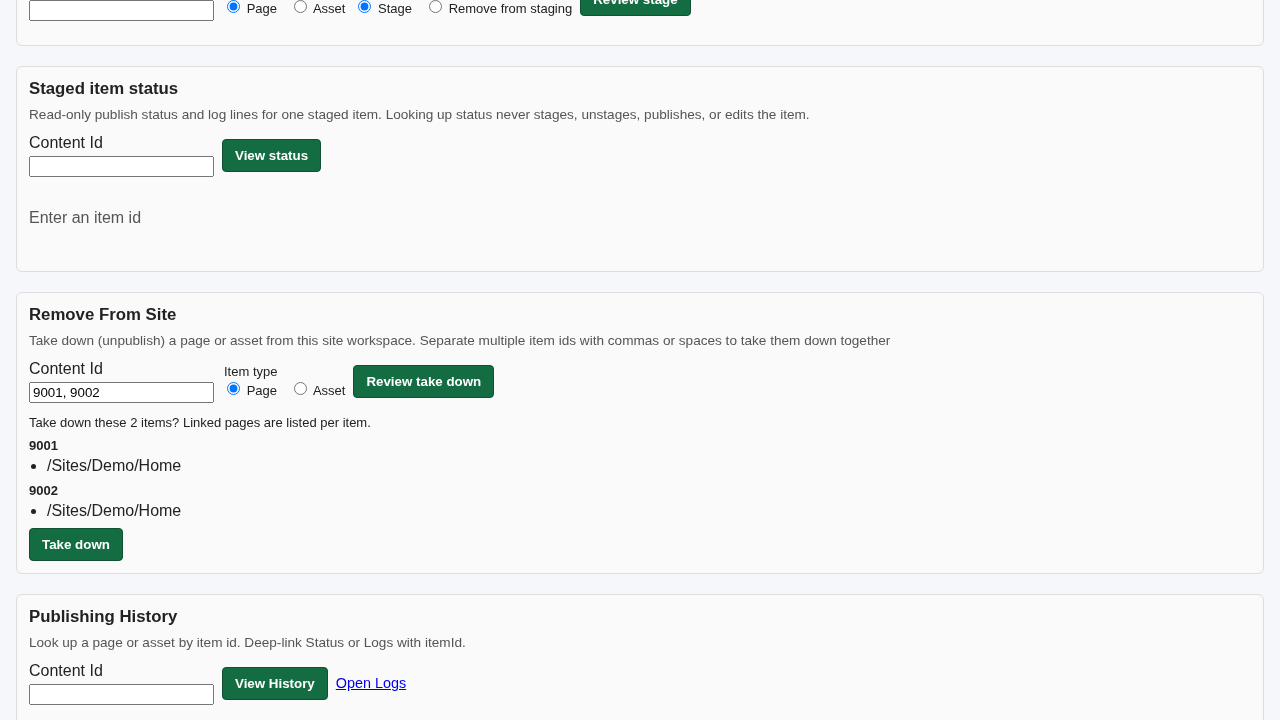 Page
Asset
Stage
Remove from staging
Review stage
Staged item status
Read-only publish status and log lines for one staged item. Looking up status never stages, unstages, publishes, or edits the item.
Content Id
View status
Enter an item id
Remove From Site
Take down (unpublish) a page or asset from this site workspace. Separate multiple item ids with commas or spaces to take them down together
Content Id
Item type
9001, 9002
Page
Asset
Review take down
Take down these 2 items? Linked pages are listed per item.
9001
/Sites/Demo/Home
9002
/Sites/Demo/Home
Take down
Publishing History
Look up a page or asset by item id. Deep-link Status or Logs with itemId.
Content Id
View History
Open Logs